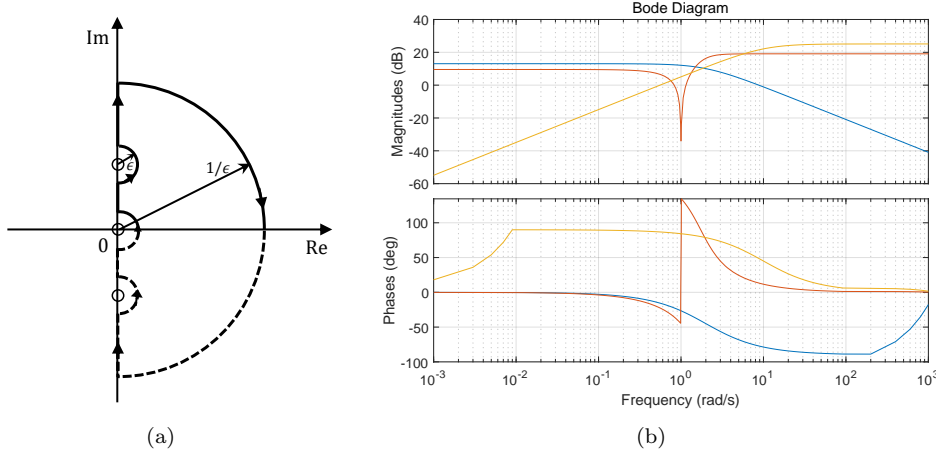 Im
ϵ
1/ϵ
0
Re
(a)
Bode Diagram
Magnitudes (dB)
40
20
0
-20
-40
-60
Phases (deg)
100
50
0
-50
-100
10⁻³ 10⁻² 10⁻¹ 10⁰ 10¹ 10² 10³
Frequency (rad/s)
(b)